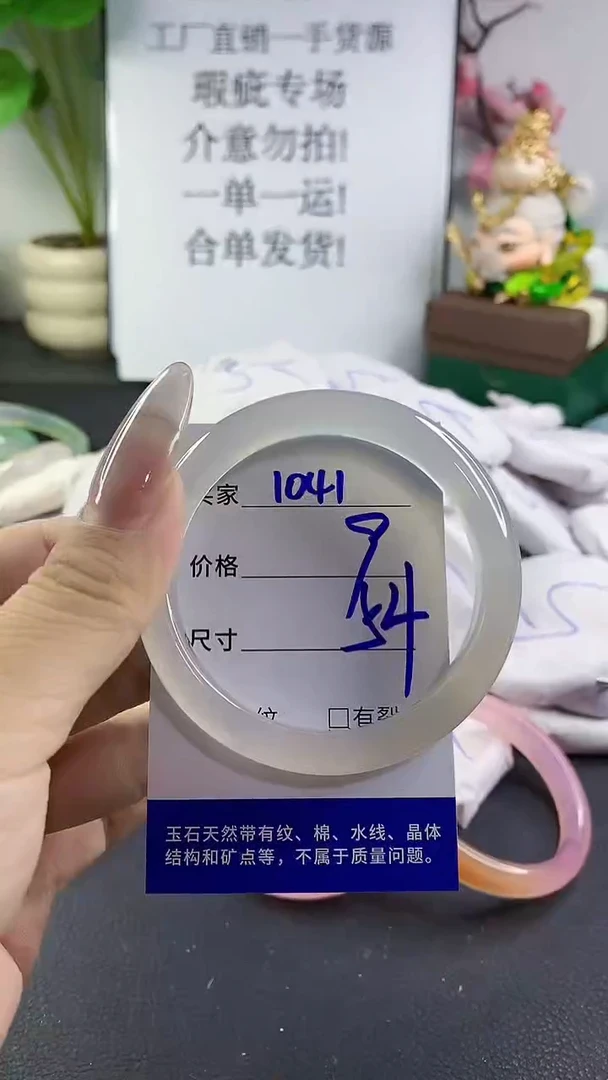 工厂直销一手货源
瑕疵专场
介意勿拍!
一单一运!
合单发货!
家 1041
价格
尺寸 54
纹 □有裂
玉石天然带有纹、棉、水线、晶体
结构和矿点等，不属于质量问题。